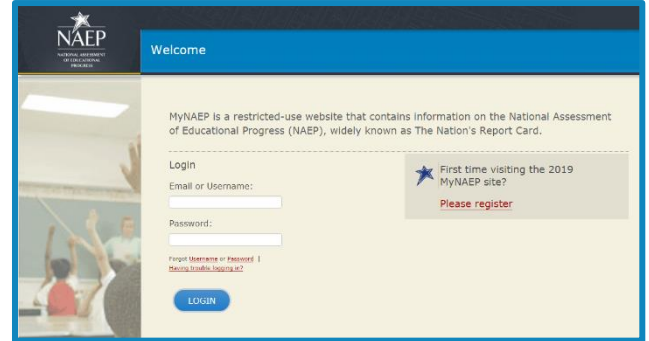 NAEP
NATIONAL ASSESSMENT
OF EDUCATIONAL
PROGRESS
Welcome
MyNAEP is a restricted-use website that contains information on the National Assessment
of Educational Progress (NAEP), widely known as The Nation's Report Card.
Login
Email or Username:
Password:
Forgot Username or Password |
Having trouble logging in?
LOGIN
First time visiting the 2019
MyNAEP site?
Please register